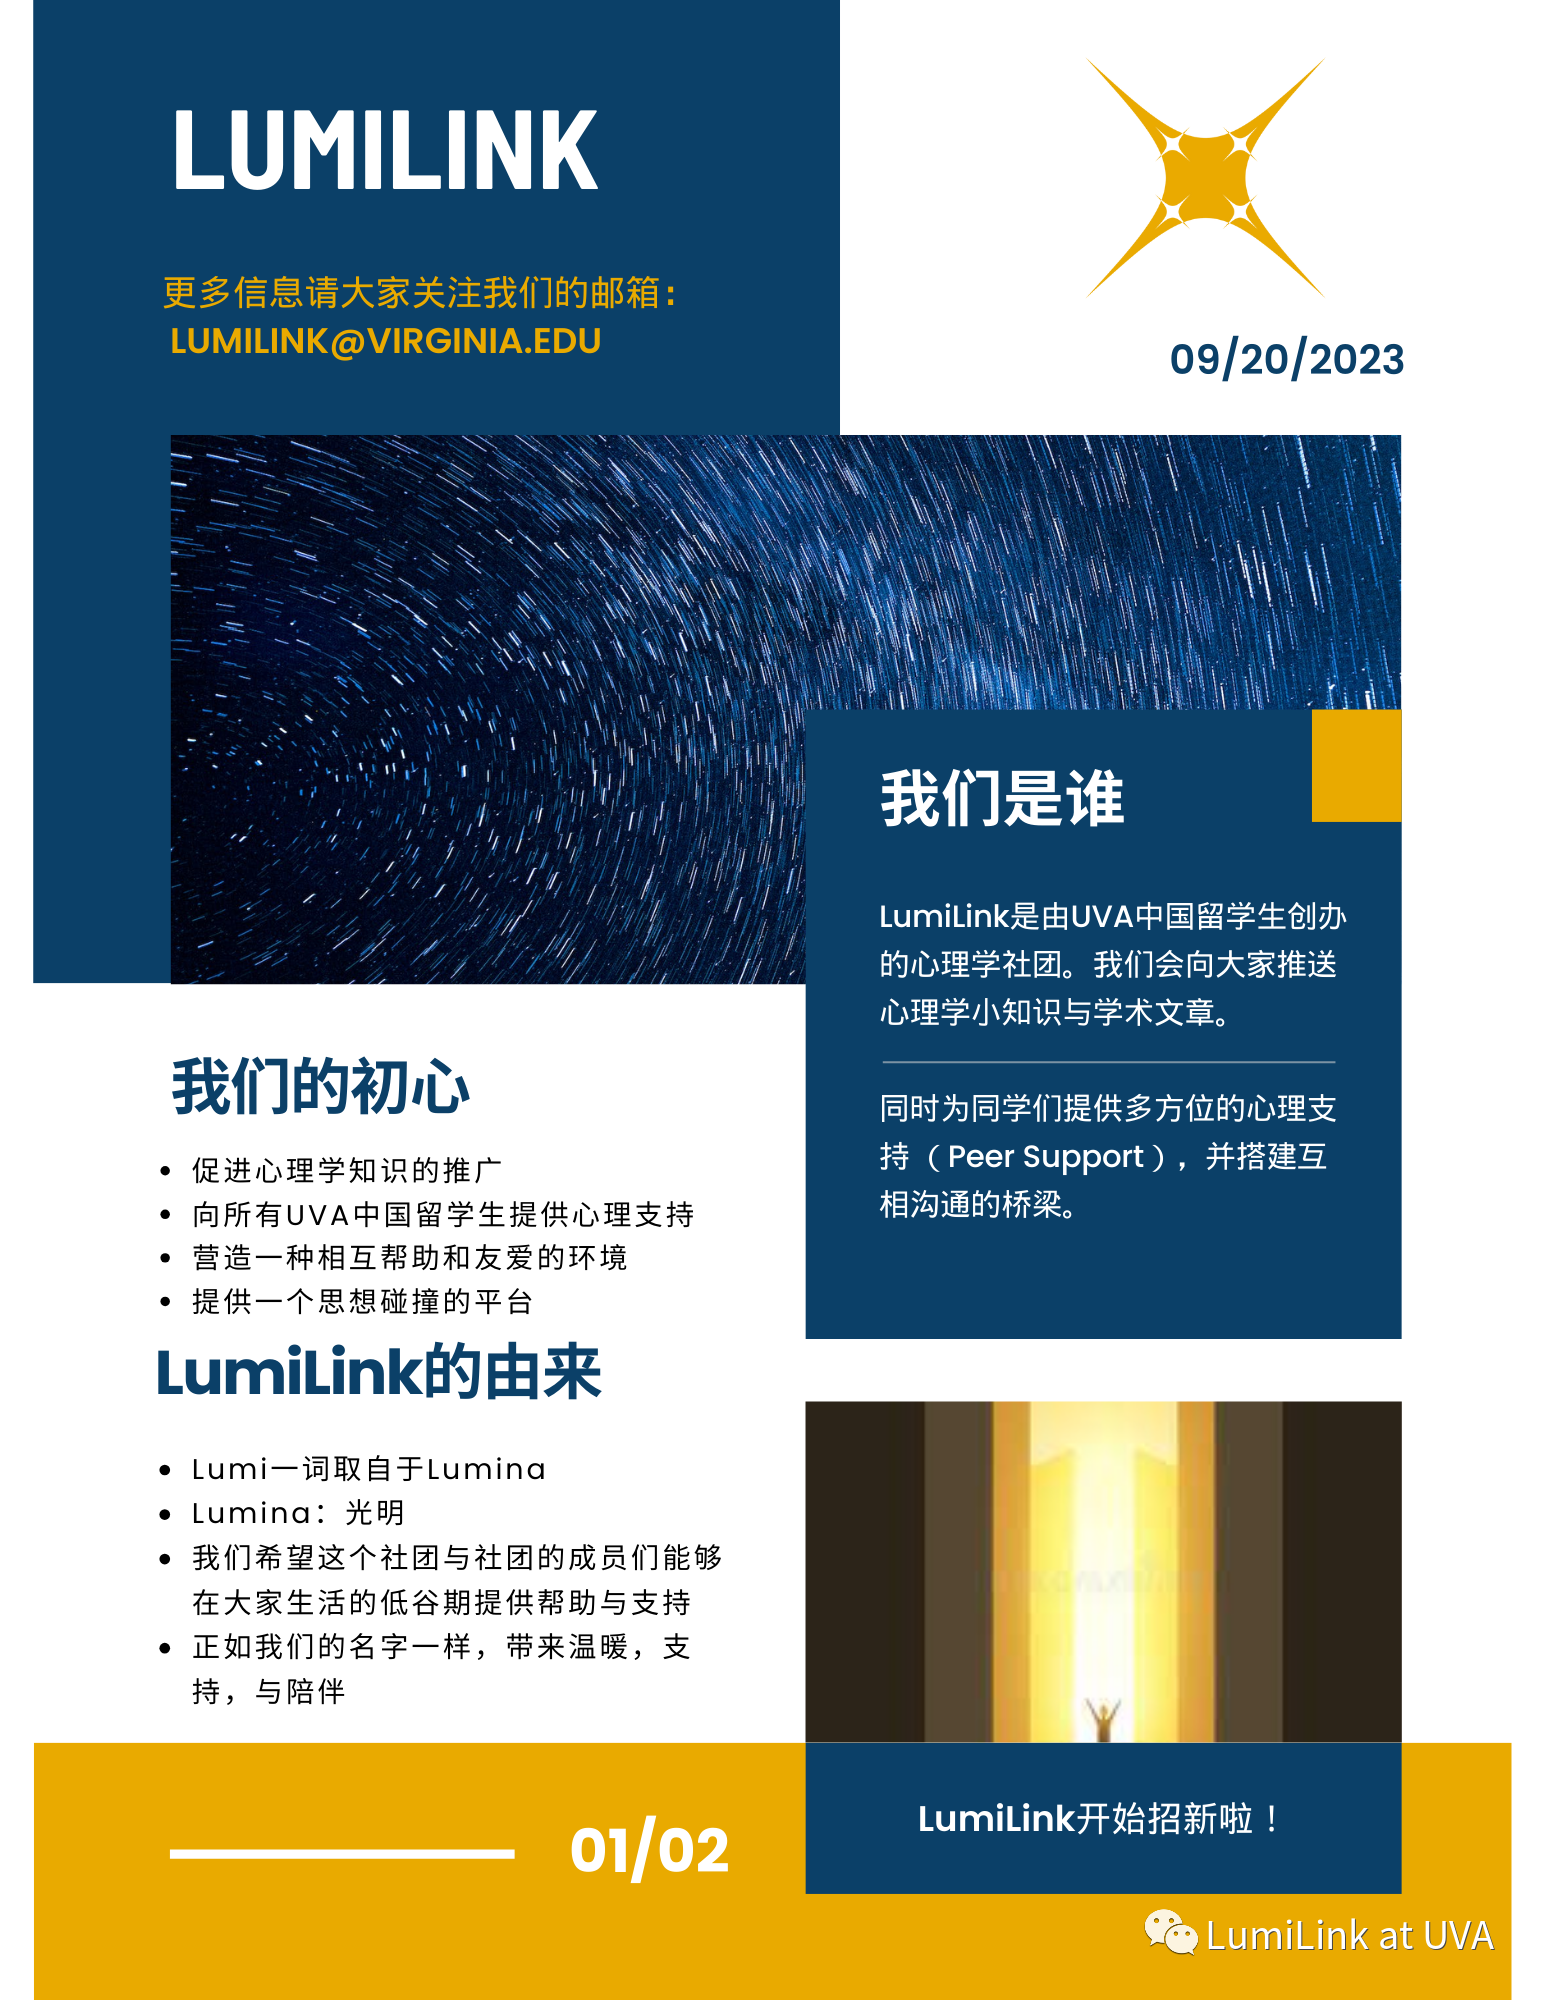 LUMILINK
更多信息请大家关注我们的邮箱：
LUMILINK@VIRGINIA.EDU
09/20/2023
我们是谁
LumiLink是由UVA中国留学生创办
的心理学社团。我们会向大家推送
心理学小知识与学术文章。
同时为同学们提供多方位的心理支
持（Peer Support），并搭建互
相沟通的桥梁。
我们的初心
• 促进心理学知识的推广
• 向所有UVA中国留学生提供心理支持
• 营造一种相互帮助和友爱的环境
• 提供一个思想碰撞的平台
LumiLink的由来
• Lumi一词取自于Lumina
• Lumina：光明
• 我们希望这个社团与社团的成员们能够
在大家生活的低谷期提供帮助与支持
• 正如我们的名字一样，带来温暖，支
持，与陪伴
01/02
LumiLink开始招新啦！
LumiLink at UVA